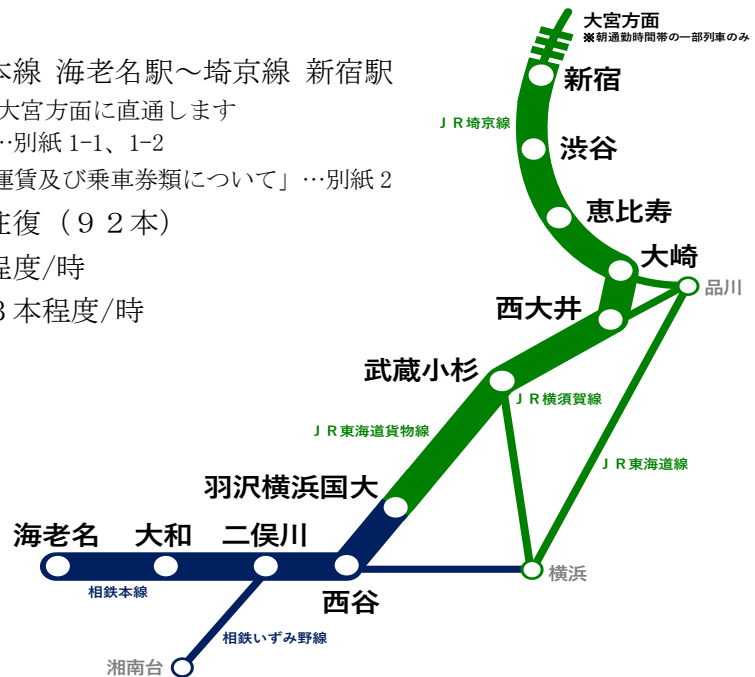 大宮方面
※朝通勤時間帯の一部列車のみ
本線 海老名駅～埼京線 新宿駅
大宮方面に直通します
…別紙 1-1、1-2
運賃及び乗車券類について」…別紙 2
往復（９２本）
程度/時
3 本程度/時
新宿
ＪＲ埼京線
渋谷
恵比寿
大崎
品川
西大井
武蔵小杉
ＪＲ横須賀線
ＪＲ東海道貨物線
ＪＲ東海道線
羽沢横浜国大
海老名 大和 二俣川
横浜
相鉄本線
西谷
相鉄いずみ野線
湘南台